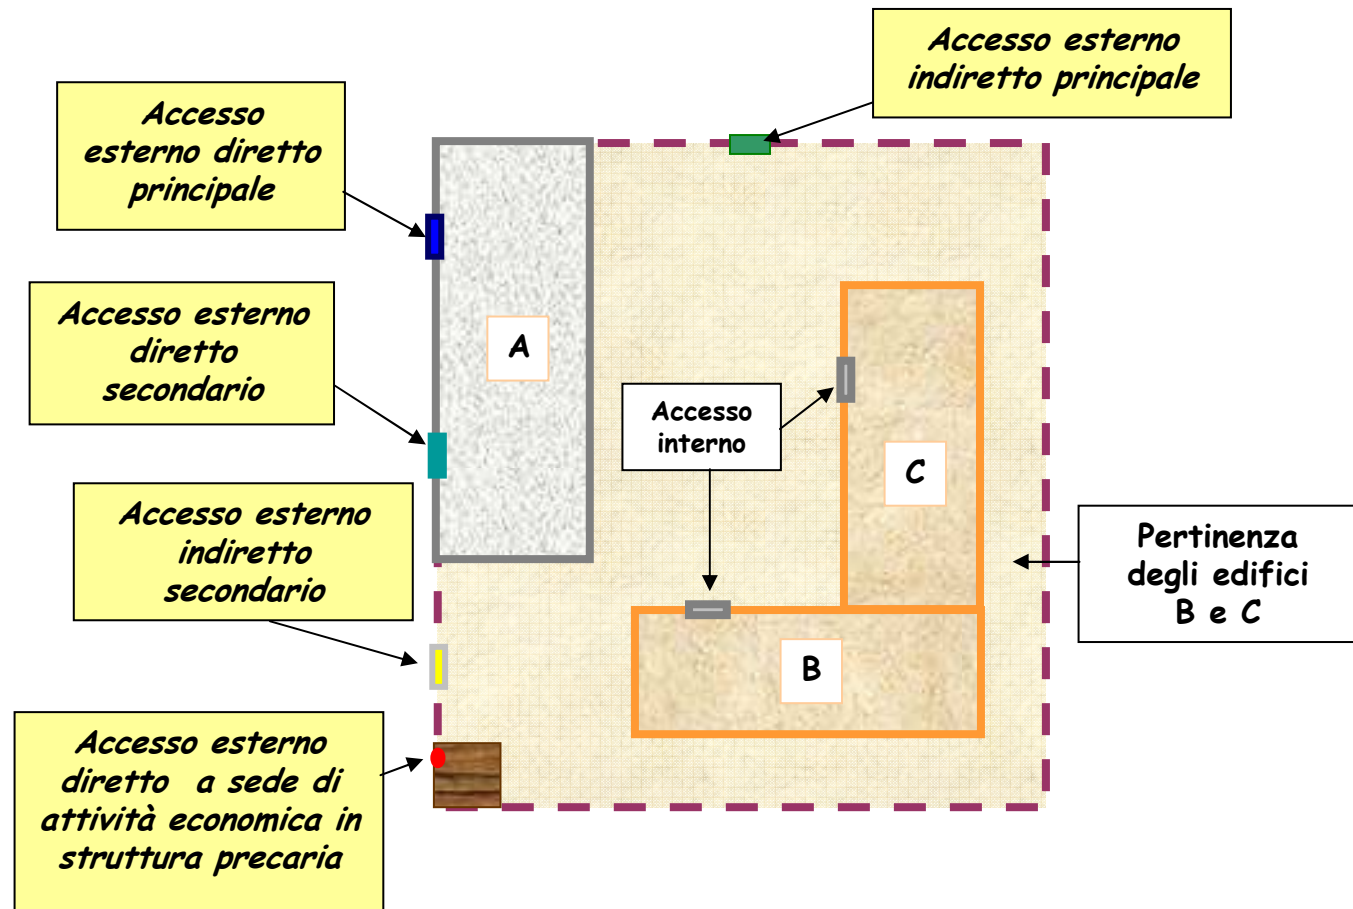 Accesso esterno
indiretto principale
Accesso
esterno diretto
principale
Accesso esterno
diretto
secondario
A
Accesso
interno
C
Accesso esterno
indiretto
secondario
Pertinenza
degli edifici
B e C
B
Accesso esterno
diretto a sede di
attività economica in
struttura precaria